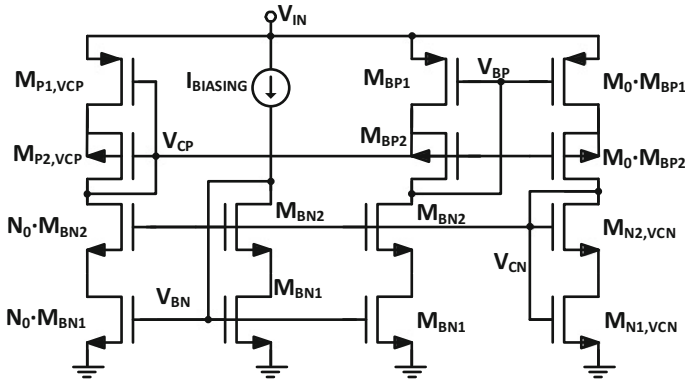 V_IN
M_P1,VCP
I_BIASING
M_BP1
V_BP
M_0·M_BP1
M_P2,VCP
V_CP
M_BP2
M_0·M_BP2
N_0·M_BN2
M_BN2
M_BN2
M_N2,VCN
V_CN
V_BN
M_BN1
N_0·M_BN1
M_BN1
M_N1,VCN